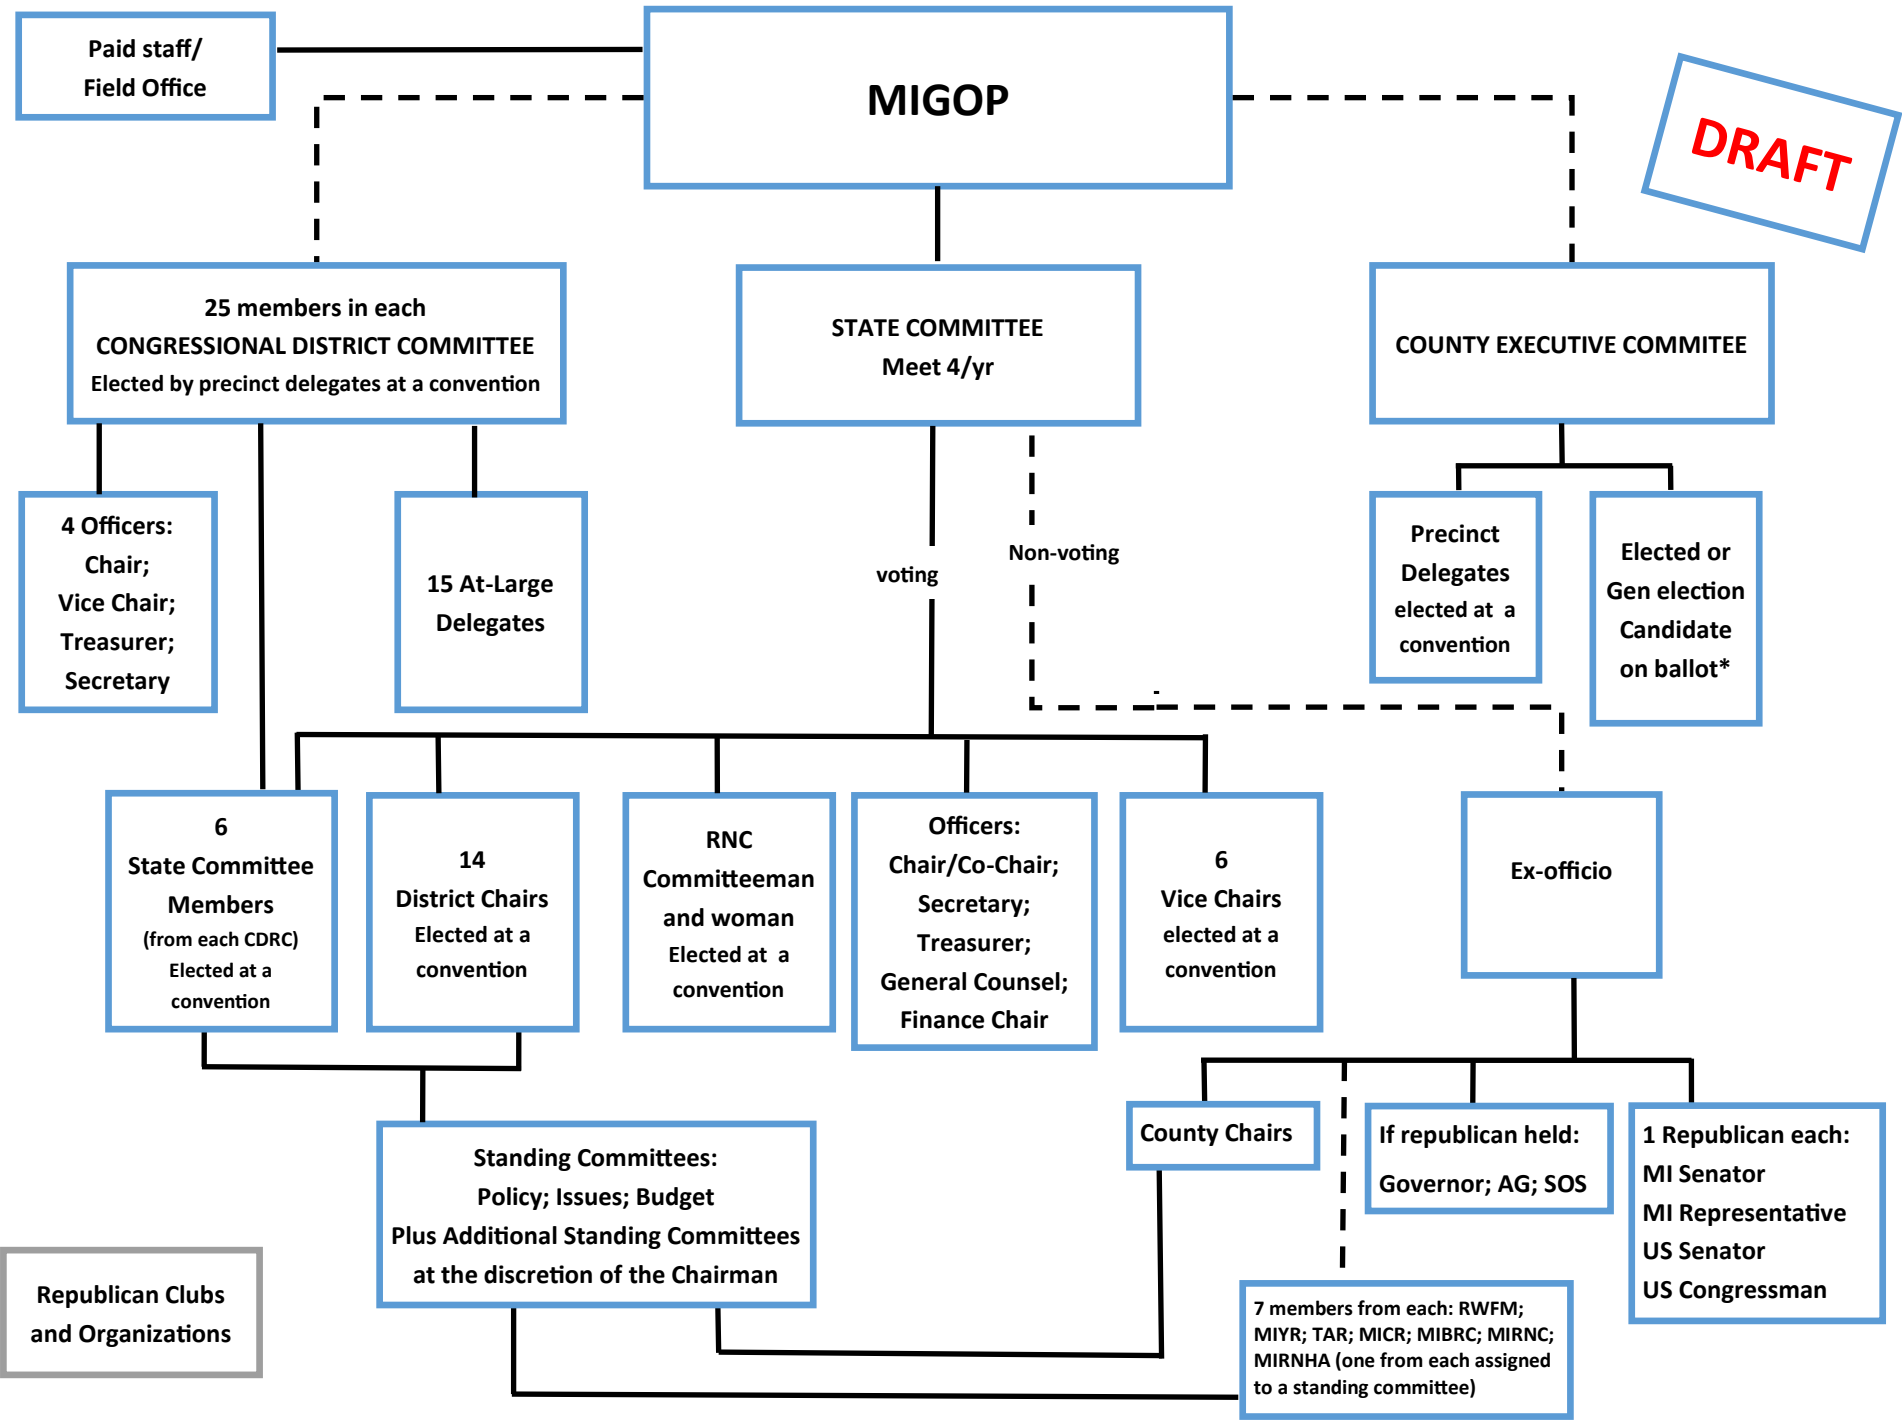 Paid staff/
Field Office
MIGOP
DRAFT
25 members in each
CONGRESSIONAL DISTRICT COMMITTEE
Elected by precinct delegates at a convention
STATE COMMITTEE
Meet 4/yr
COUNTY EXECUTIVE COMMITEE
4 Officers:
Chair;
Vice Chair;
Treasurer;
Secretary
15 At-Large
Delegates
voting
Non-voting
Precinct
Delegates
elected at  a
convention
Elected or
Gen election
Candidate
on ballot*
6
State Committee
Members
(from each CDRC)
Elected at a
convention
14
District Chairs
Elected at a
convention
RNC
Committeeman
and woman
Elected at  a
convention
Officers:
Chair/Co-Chair;
Secretary;
Treasurer;
General Counsel;
Finance Chair
6
Vice Chairs
elected at a
convention
Ex-officio
Standing Committees:
Policy; Issues; Budget
Plus Additional Standing Committees
at the discretion of the Chairman
County Chairs
If republican held:
Governor; AG; SOS
1 Republican each:
MI Senator
MI Representative
US Senator
US Congressman
Republican Clubs
and Organizations
7 members from each: RWFM;
MIYR; TAR; MICR; MIBRC; MIRNC;
MIRNHA (one from each assigned
to a standing committee)